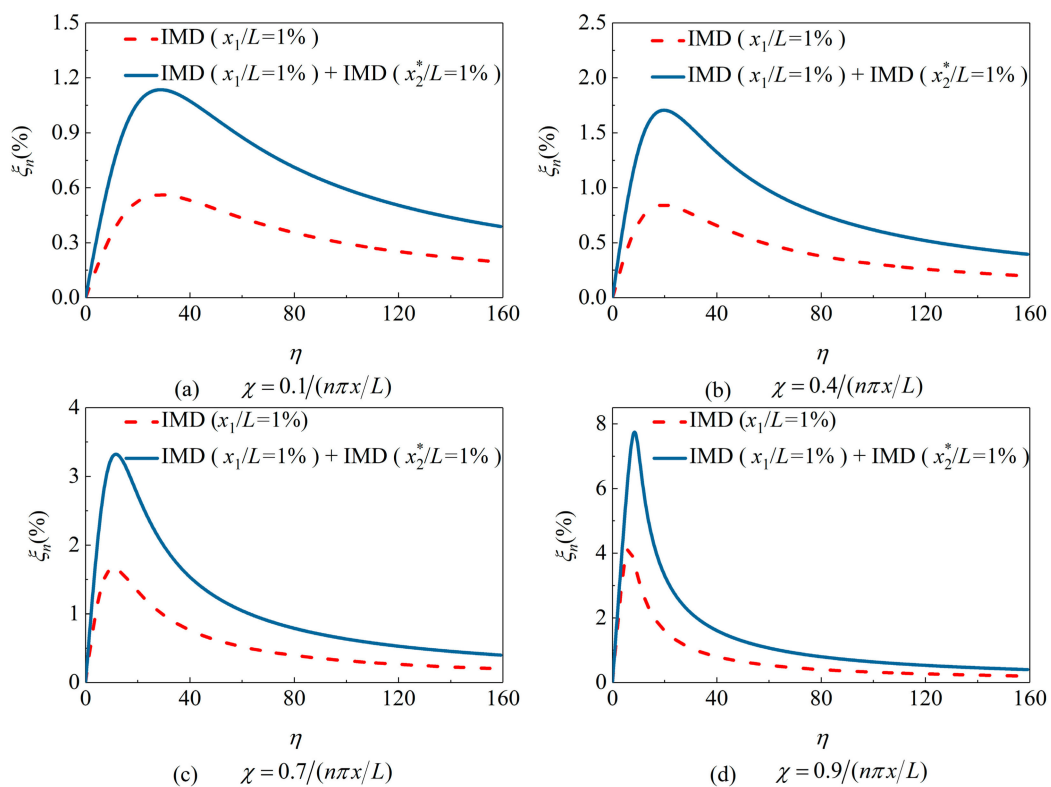 1.5
1.2
0.9
0.6
0.3
0.0
ξn(%)
IMD ( x1/L=1% )
IMD ( x1/L=1% ) + IMD ( x2*/L=1% )
0 40 80 120 160
η
(a) χ = 0.1/(nπx/L)
2.5
2.0
1.5
1.0
0.5
0.0
ξn(%)
IMD ( x1/L=1% )
IMD ( x1/L=1% ) + IMD ( x2*/L=1% )
0 40 80 120 160
η
(b) χ = 0.4/(nπx/L)
4
3
2
1
0
ξn(%)
IMD (x1/L=1%)
IMD ( x1/L=1% ) + IMD ( x2*/L=1% )
0 40 80 120 160
η
(c) χ = 0.7/(nπx/L)
8
6
4
2
0
ξn(%)
IMD ( x1/L=1% )
IMD ( x1/L=1% ) + IMD ( x2*/L=1% )
0 40 80 120 160
η
(d) χ = 0.9/(nπx/L)